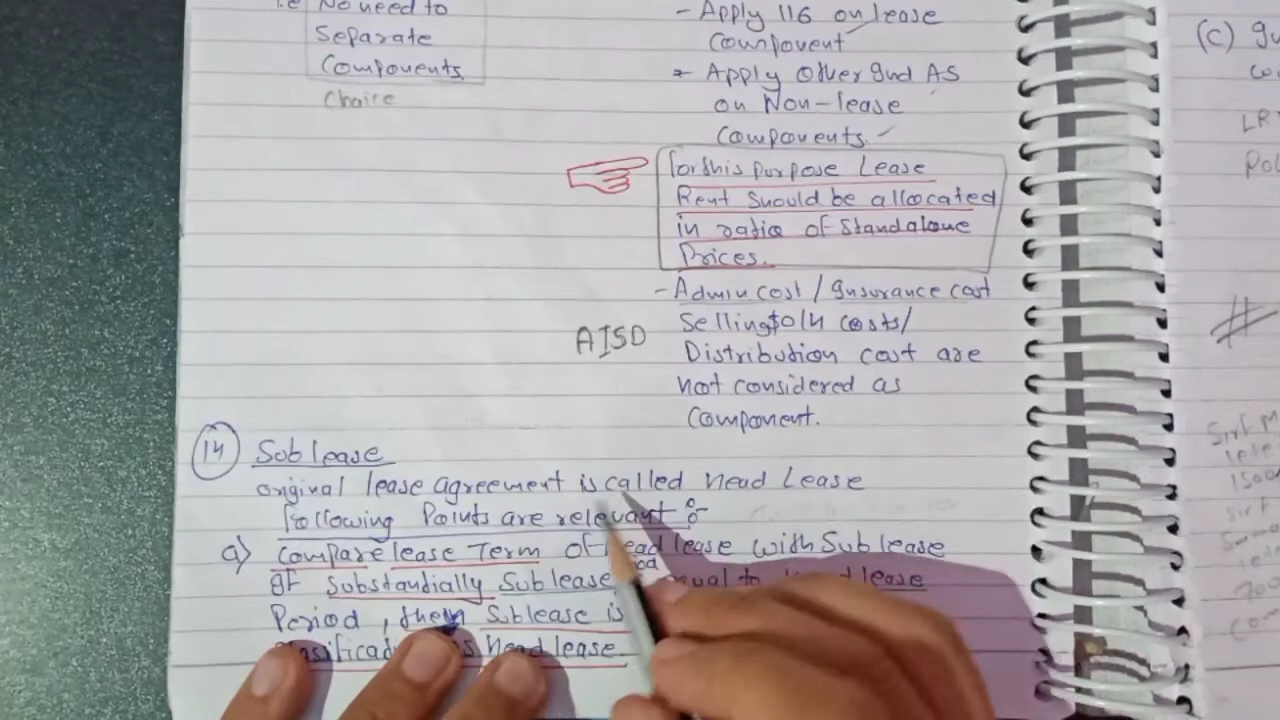 i.e No need to
Separate
Components
Choice
- Apply 116 on lease
Component
* Apply Other Ind AS
on Non-lease
Components.
For this purpose Lease
Rent Should be allocated
in ratio of Standalone
Prices.
- Admin cost / Insurance cost
Selling & O/H costs/
AISD
Distribution cost are
not considered as
Component.
14 Sublease
original lease agreement is called Head Lease
Following Points are relevant :-
a) Compare lease Term of Head lease with Sublease
If Substantially Sublease lease
Period, then Sublease is
Head lease.
(C)
LR
#